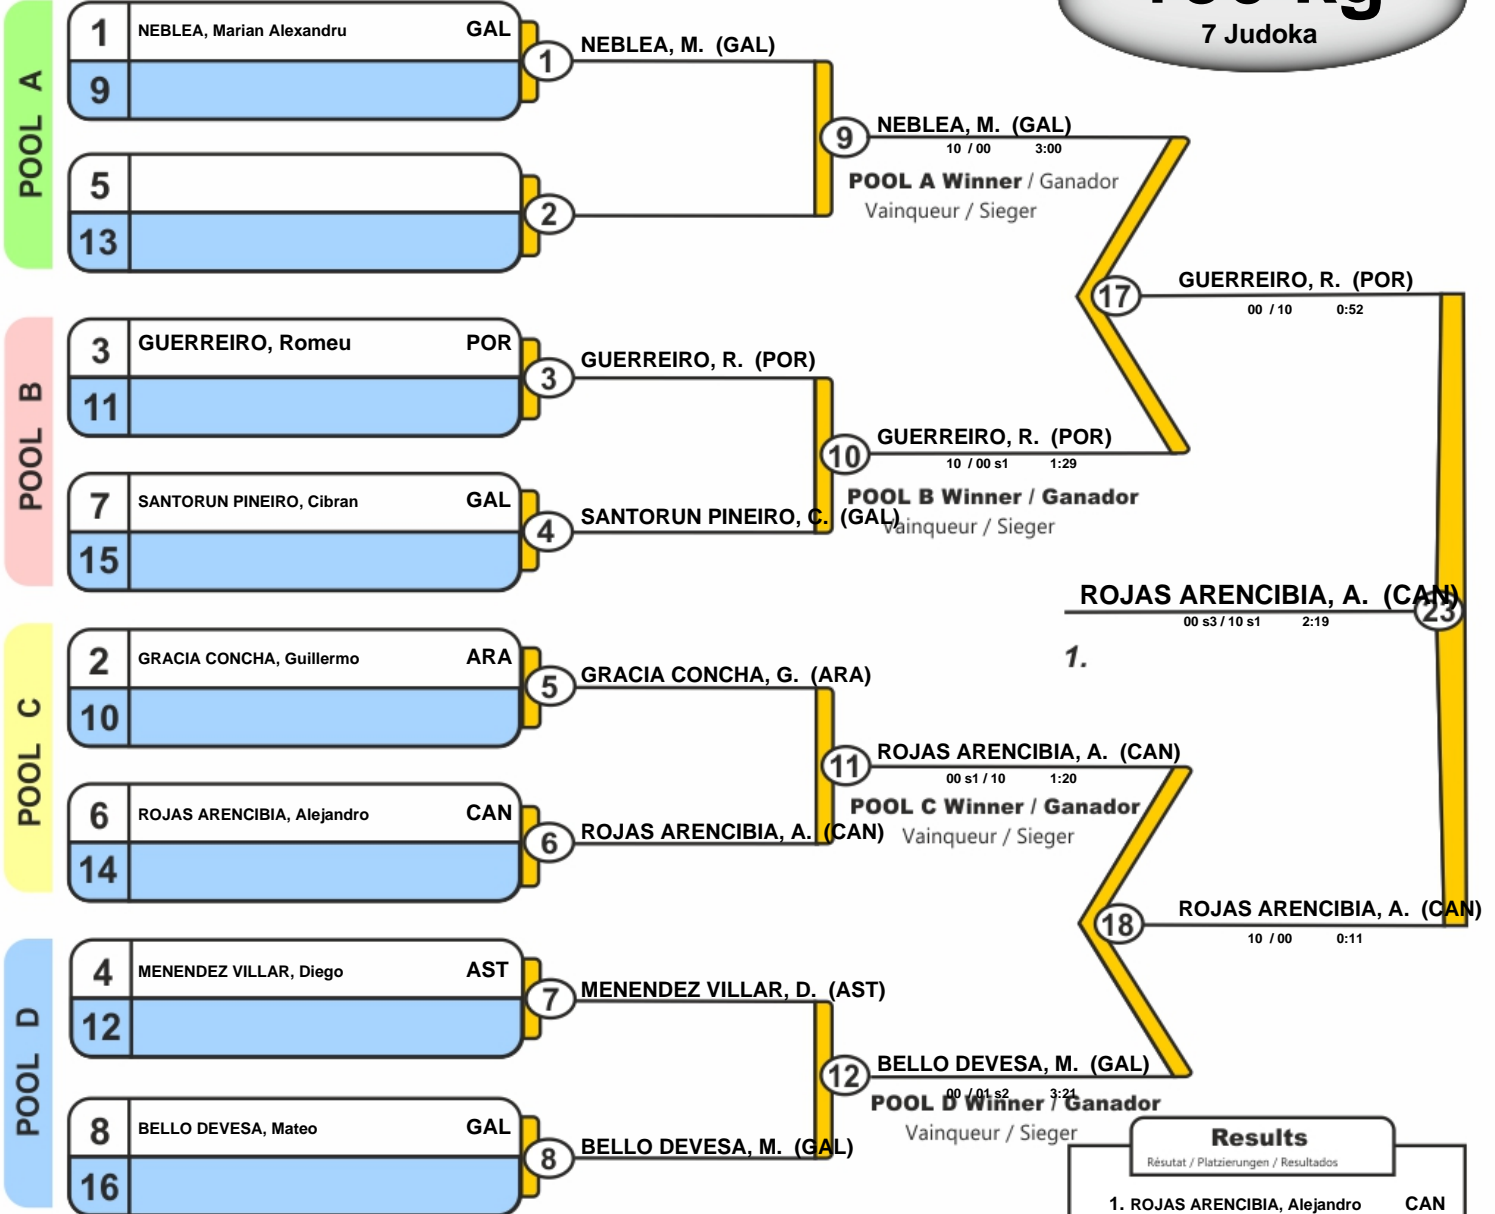 7 Judoka
POOL A
1 NEBLEA, Marian Alexandru GAL
9
1
NEBLEA, M. (GAL)
5
13
2
9
NEBLEA, M. (GAL)
10 / 00 3:00
POOL A Winner / Ganador
Vainqueur / Sieger
POOL B
3 GUERREIRO, Romeu POR
11
3
GUERREIRO, R. (POR)
7 SANTORUN PINEIRO, Cibran GAL
15
4
SANTORUN PINEIRO, C. (GAL)
10
GUERREIRO, R. (POR)
10 / 00 s1 1:29
POOL B Winner / Ganador
Vainqueur / Sieger
17
GUERREIRO, R. (POR)
00 / 10 0:52
ROJAS ARENCIBIA, A. (CAN)
23
00 s3 / 10 s1 2:19
1.
POOL C
2 GRACIA CONCHA, Guillermo ARA
10
5
GRACIA CONCHA, G. (ARA)
6 ROJAS ARENCIBIA, Alejandro CAN
14
6
ROJAS ARENCIBIA, A. (CAN)
11
ROJAS ARENCIBIA, A. (CAN)
00 s1 / 10 1:20
POOL C Winner / Ganador
Vainqueur / Sieger
18
ROJAS ARENCIBIA, A. (CAN)
10 / 00 0:11
POOL D
4 MENENDEZ VILLAR, Diego AST
12
7
MENENDEZ VILLAR, D. (AST)
8 BELLO DEVESA, Mateo GAL
16
8
BELLO DEVESA, M. (GAL)
12
BELLO DEVESA, M. (GAL)
00 / 01 s2 3:21
POOL D Winner / Ganador
Vainqueur / Sieger
Results
Résutat / Platzierungen / Resultados
1. ROJAS ARENCIBIA, Alejandro CAN